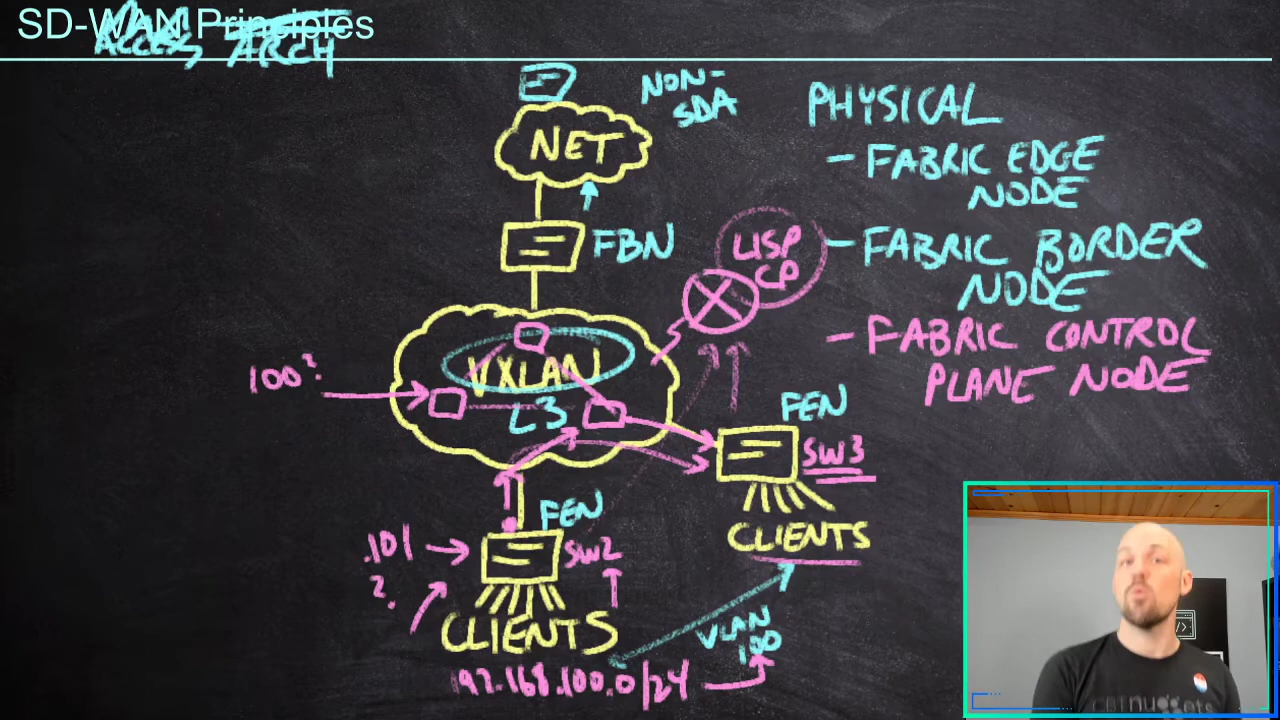 SD-WAN Principles
ACCESS ARCH
NON-
SDA
NET
FBN
PHYSICAL
- FABRIC EDGE
NODE
- FABRIC BORDER
NODE
- FABRIC CONTROL
PLANE NODE
LISP
CP
VXLAN
L3
100?
FEN
SW3
CLIENTS
FEN
.101
?
SW2
CLIENTS
VLAN
100
192.168.100.0/24
</>
cbt nuggets